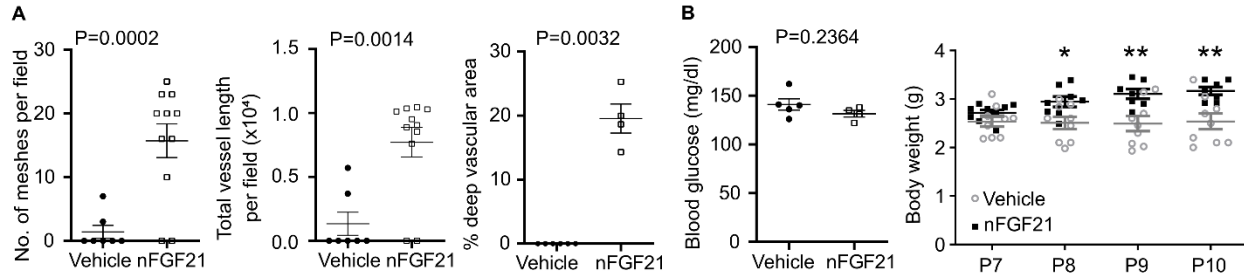 A
P=0.0002
No. of meshes per field
30
20
10
0
Vehicle nFGF21
P=0.0014
Total vessel length
per field (x10⁴)
1.5
1.0
0.5
0.0
Vehicle nFGF21
P=0.0032
% deep vascular area
30
20
10
0
Vehicle nFGF21
B
P=0.2364
Blood glucose (mg/dl)
200
150
100
50
0
Vehicle nFGF21
* ** **
Body weight (g)
4
3
2
1
0
Vehicle
nFGF21
P7 P8 P9 P10